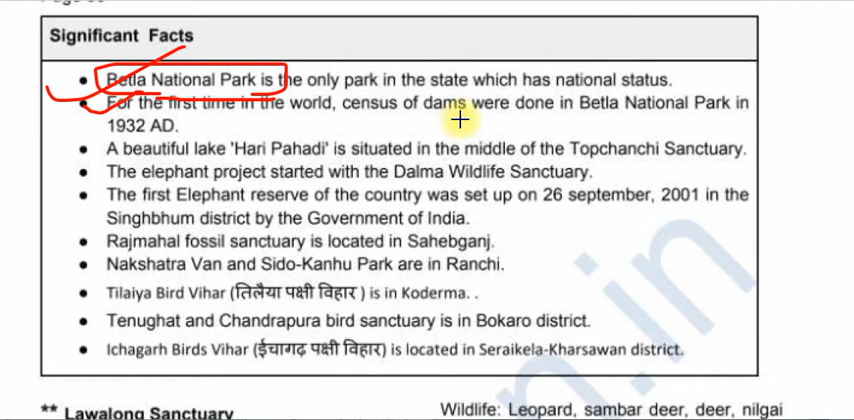 Significant Facts
• Betla National Park is the only park in the state which has national status.
• For the first time in the world, census of dams were done in Betla National Park in
1932 AD.
• A beautiful lake 'Hari Pahadi' is situated in the middle of the Topchanchi Sanctuary.
• The elephant project started with the Dalma Wildlife Sanctuary.
• The first Elephant reserve of the country was set up on 26 september, 2001 in the
Singhbhum district by the Government of India.
• Rajmahal fossil sanctuary is located in Sahebganj.
• Nakshatra Van and Sido-Kanhu Park are in Ranchi.
• Tilaiya Bird Vihar (तिलैया पक्षी विहार ) is in Koderma. .
• Tenughat and Chandrapura bird sanctuary is in Bokaro district.
• Ichagarh Birds Vihar (ईचागढ़ पक्षी विहार) is located in Seraikela-Kharsawan district.
** Lawalong Sanctuary
Wildlife: Leopard, sambar deer, deer, nilgai